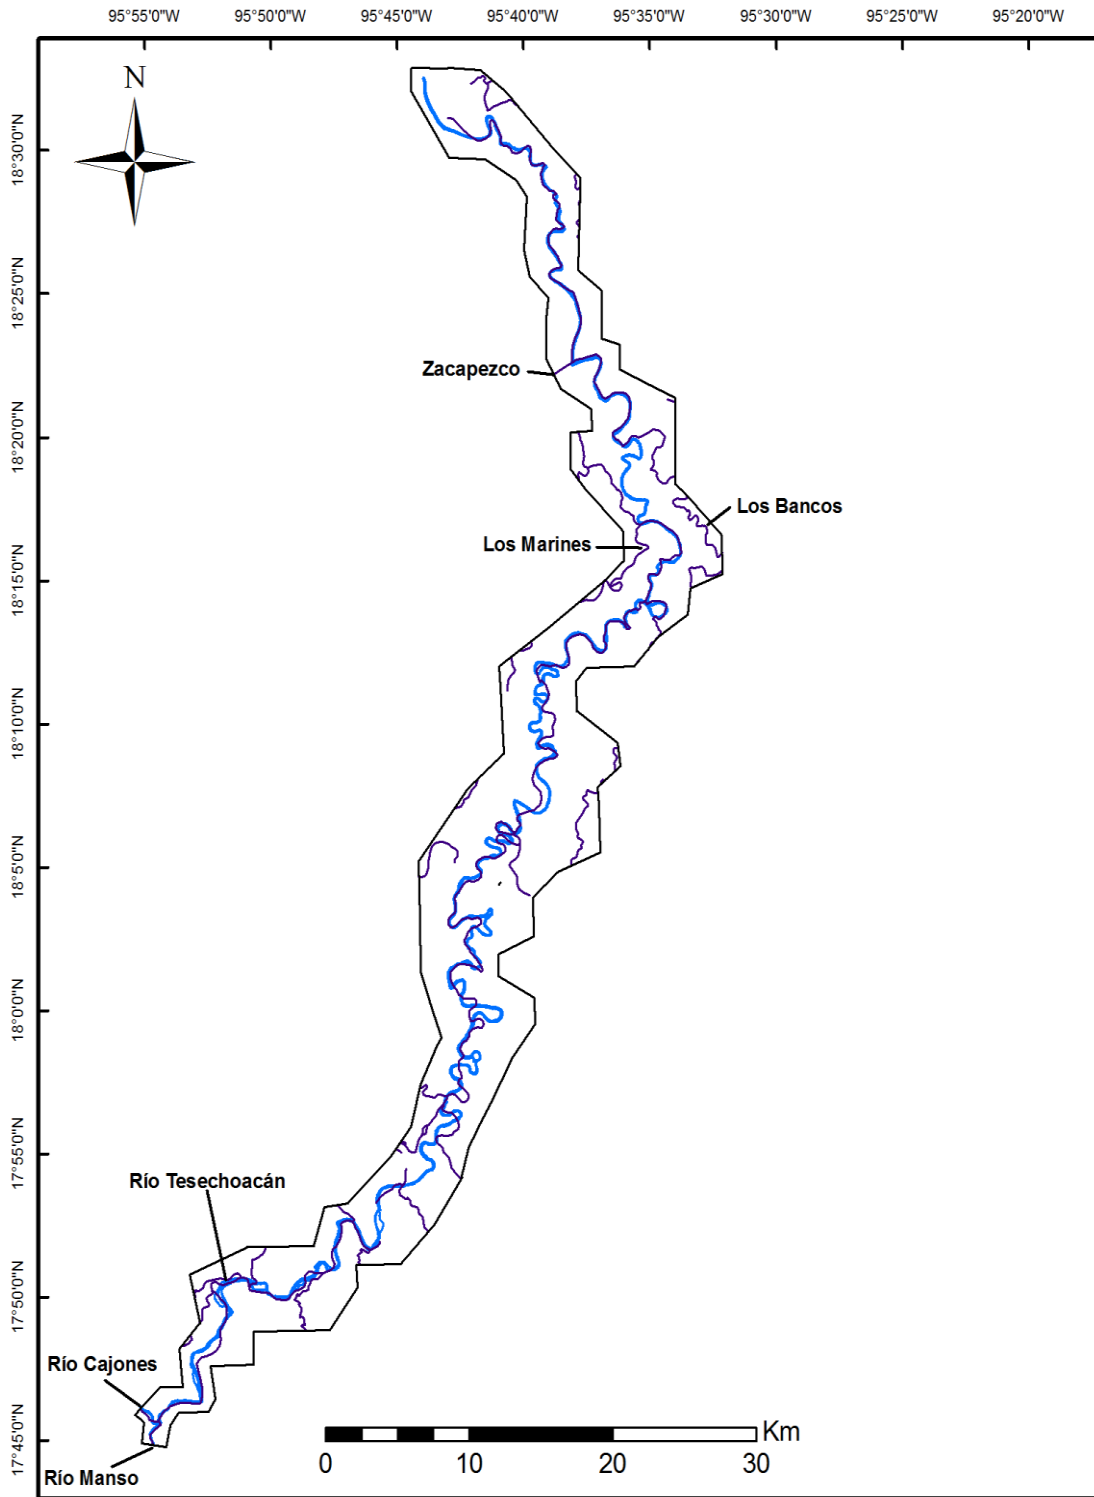 95°55'0"W 95°50'0"W 95°45'0"W 95°40'0"W 95°35'0"W 95°30'0"W 95°25'0"W 95°20'0"W
N
18°30'0"N
18°25'0"N
Zacapezco
18°20'0"N
Los Bancos
Los Marines
18°15'0"N
18°10'0"N
18°5'0"N
18°0'0"N
17°55'0"N
Río Tesechoacán
17°50'0"N
Río Cajones
17°45'0"N
Km
0 10 20 30
Río Manso